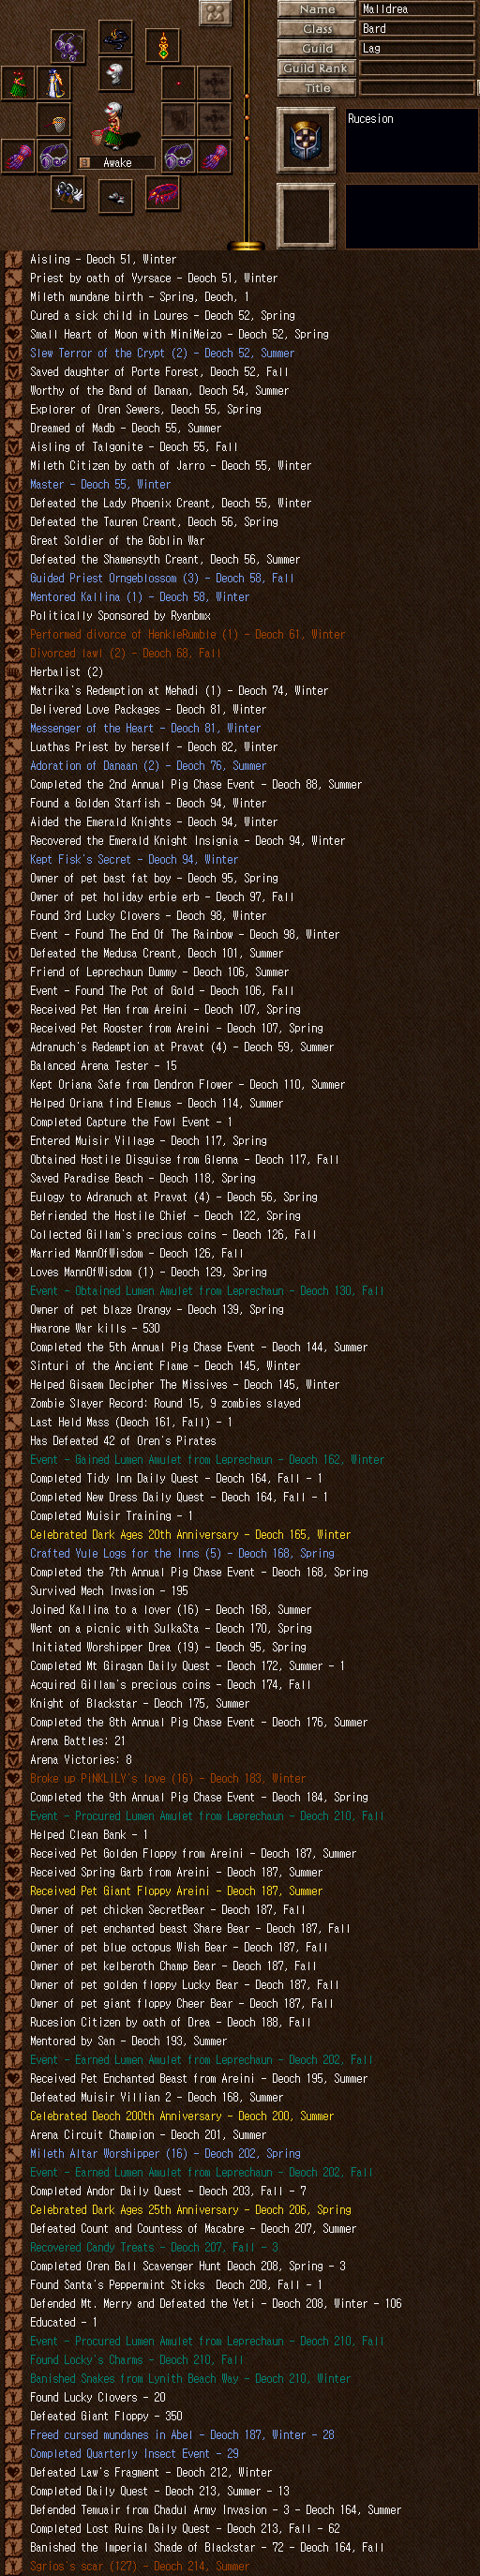 Name
Malldrea
Class
Bard
Guild
Lag
Guild Rank
Title
Rucesion
Awake
Aisling - Deoch 51, Winter
Priest by oath of Vyrsace - Deoch 51, Winter
Mileth mundane birth - Spring, Deoch, 1
Cured a sick child in Loures - Deoch 52, Spring
Small Heart of Moon with MiniMeizo - Deoch 52, Spring
Slew Terror of the Crypt (2) - Deoch 52, Summer
Saved daughter of Porte Forest, Deoch 52, Fall
Worthy of the Band of Danaan, Deoch 54, Summer
Explorer of Oren Sewers, Deoch 55, Spring
Dreamed of Madb - Deoch 55, Summer
Aisling of Talgonite - Deoch 55, Fall
Mileth Citizen by oath of Jarro - Deoch 55, Winter
Master - Deoch 55, Winter
Defeated the Lady Phoenix Creant, Deoch 55, Winter
Defeated the Tauren Creant, Deoch 56, Spring
Great Soldier of the Goblin War
Defeated the Shamensyth Creant, Deoch 56, Summer
Guided Priest Orngeblossom (3) - Deoch 58, Fall
Mentored Kallina (1) - Deoch 58, Winter
Politically Sponsored by Ryanbmx
Performed divorce of HenkleRumble (1) - Deoch 61, Winter
Divorced lawl (2) - Deoch 68, Fall
Herbalist (2)
Matrika's Redemption at Mehadi (1) - Deoch 74, Winter
Delivered Love Packages - Deoch 81, Winter
Messenger of the Heart - Deoch 81, Winter
Luathas Priest by herself - Deoch 82, Winter
Adoration of Danaan (2) - Deoch 76, Summer
Completed the 2nd Annual Pig Chase Event - Deoch 88, Summer
Found a Golden Starfish - Deoch 94, Winter
Aided the Emerald Knights - Deoch 94, Winter
Recovered the Emerald Knight Insignia - Deoch 94, Winter
Kept Fisk's Secret - Deoch 94, Winter
Owner of pet bast fat boy - Deoch 95, Spring
Owner of pet holiday erbie erb - Deoch 97, Fall
Found 3rd Lucky Clovers - Deoch 98, Winter
Event - Found The End Of The Rainbow - Deoch 98, Winter
Defeated the Medusa Creant, Deoch 101, Summer
Friend of Leprechaun Dummy - Deoch 106, Summer
Event - Found The Pot of Gold - Deoch 106, Fall
Received Pet Hen from Areini - Deoch 107, Spring
Received Pet Rooster from Areini - Deoch 107, Spring
Adranuch's Redemption at Pravat (4) - Deoch 59, Summer
Balanced Arena Tester - 15
Kept Oriana Safe from Dendron Flower - Deoch 110, Summer
Helped Oriana find Elemus - Deoch 114, Summer
Completed Capture the Fowl Event - 1
Entered Muisir Village - Deoch 117, Spring
Obtained Hostile Disguise from Glenna - Deoch 117, Fall
Saved Paradise Beach - Deoch 118, Spring
Eulogy to Adranuch at Pravat (4) - Deoch 56, Spring
Befriended the Hostile Chief - Deoch 122, Spring
Collected Gillam's precious coins - Deoch 126, Fall
Married MannOfWisdom - Deoch 126, Fall
Loves MannOfWisdom (1) - Deoch 129, Spring
Event - Obtained Lumen Amulet from Leprechaun - Deoch 130, Fall
Owner of pet blaze Orangy - Deoch 139, Spring
Hwarone War kills - 530
Completed the 5th Annual Pig Chase Event - Deoch 144, Summer
Sinturi of the Ancient Flame - Deoch 145, Winter
Helped Gisaem Decipher The Missives - Deoch 145, Winter
Zombie Slayer Record: Round 15, 9 zombies slayed
Last Held Mass (Deoch 161, Fall) - 1
Has Defeated 42 of Oren's Pirates
Event - Gained Lumen Amulet from Leprechaun - Deoch 162, Winter
Completed Tidy Inn Daily Quest - Deoch 164, Fall - 1
Completed New Dress Daily Quest - Deoch 164, Fall - 1
Completed Muisir Training - 1
Celebrated Dark Ages 20th Anniversary - Deoch 165, Winter
Crafted Yule Logs for the Inns (5) - Deoch 168, Spring
Completed the 7th Annual Pig Chase Event - Deoch 168, Spring
Survived Mech Invasion - 195
Joined Kallina to a lover (16) - Deoch 168, Summer
Went on a picnic with SulkaSta - Deoch 170, Spring
Initiated Worshipper Drea (19) - Deoch 95, Spring
Completed Mt Giragan Daily Quest - Deoch 172, Summer - 1
Acquired Gillam's precious coins - Deoch 174, Fall
Knight of Blackstar - Deoch 175, Summer
Completed the 8th Annual Pig Chase Event - Deoch 176, Summer
Arena Battles: 21
Arena Victories: 8
Broke up PiNKLiLY's love (16) - Deoch 183, Winter
Completed the 9th Annual Pig Chase Event - Deoch 184, Spring
Event - Procured Lumen Amulet from Leprechaun - Deoch 210, Fall
Helped Clean Bank - 1
Received Pet Golden Floppy from Areini - Deoch 187, Summer
Received Spring Garb from Areini - Deoch 187, Summer
Received Pet Giant Floppy Areini - Deoch 187, Summer
Owner of pet chicken SecretBear - Deoch 187, Fall
Owner of pet enchanted beast Share Bear - Deoch 187, Fall
Owner of pet blue octopus Wish Bear - Deoch 187, Fall
Owner of pet kelberoth Champ Bear - Deoch 187, Fall
Owner of pet golden floppy Lucky Bear - Deoch 187, Fall
Owner of pet giant floppy Cheer Bear - Deoch 187, Fall
Rucesion Citizen by oath of Drea - Deoch 188, Fall
Mentored by San - Deoch 193, Summer
Event - Earned Lumen Amulet from Leprechaun - Deoch 202, Fall
Received Pet Enchanted Beast from Areini - Deoch 195, Summer
Defeated Muisir Villian 2 - Deoch 168, Summer
Celebrated Deoch 200th Anniversary - Deoch 200, Summer
Arena Circuit Champion - Deoch 201, Summer
Mileth Altar Worshipper (16) - Deoch 202, Spring
Event - Earned Lumen Amulet from Leprechaun - Deoch 202, Fall
Completed Andor Daily Quest - Deoch 203, Fall - 7
Celebrated Dark Ages 25th Anniversary - Deoch 206, Spring
Defeated Count and Countess of Macabre - Deoch 207, Summer
Recovered Candy Treats - Deoch 207, Fall - 3
Completed Oren Ball Scavenger Hunt Deoch 208, Spring - 3
Found Santa's Peppermint Sticks  Deoch 208, Fall - 1
Defended Mt. Merry and Defeated the Yeti - Deoch 208, Winter - 106
Educated - 1
Event - Procured Lumen Amulet from Leprechaun - Deoch 210, Fall
Found Locky's Charms - Deoch 210, Fall
Banished Snakes from Lynith Beach Way - Deoch 210, Winter
Found Lucky Clovers - 20
Defeated Giant Floppy - 350
Freed cursed mundanes in Abel - Deoch 187, Winter - 28
Completed Quarterly Insect Event - 29
Defeated Law's Fragment - Deoch 212, Winter
Completed Daily Quest - Deoch 213, Summer - 13
Defended Temuair from Chadul Army Invasion - 3 - Deoch 164, Summer
Completed Lost Ruins Daily Quest - Deoch 213, Fall - 62
Banished the Imperial Shade of Blackstar - 72 - Deoch 164, Fall
Sgrios's scar (127) - Deoch 214, Summer